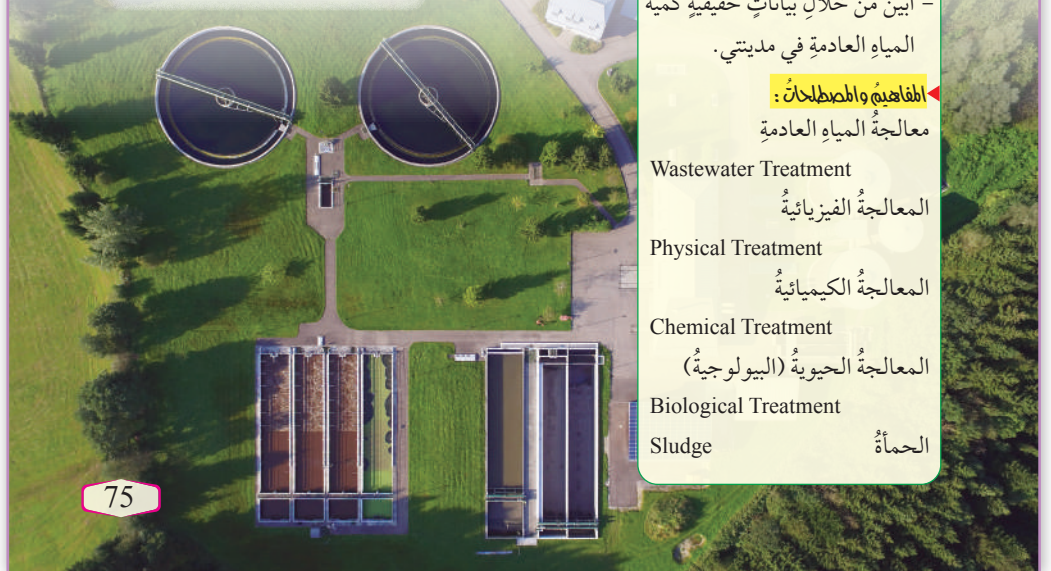 – أبينُ من خلالِ بياناتٍ حقيقيةٍ كميةَ
المياهِ العادمةِ في مدينتي.
المفاهيمُ والمصطلحاتُ:
معالجةُ المياهِ العادمةِ
Wastewater Treatment
المعالجةُ الفيزيائيةُ
Physical Treatment
المعالجةُ الكيميائيةُ
Chemical Treatment
المعالجةُ الحيويةُ (البيولوجيةُ)
Biological Treatment
الحمأةُ Sludge
75